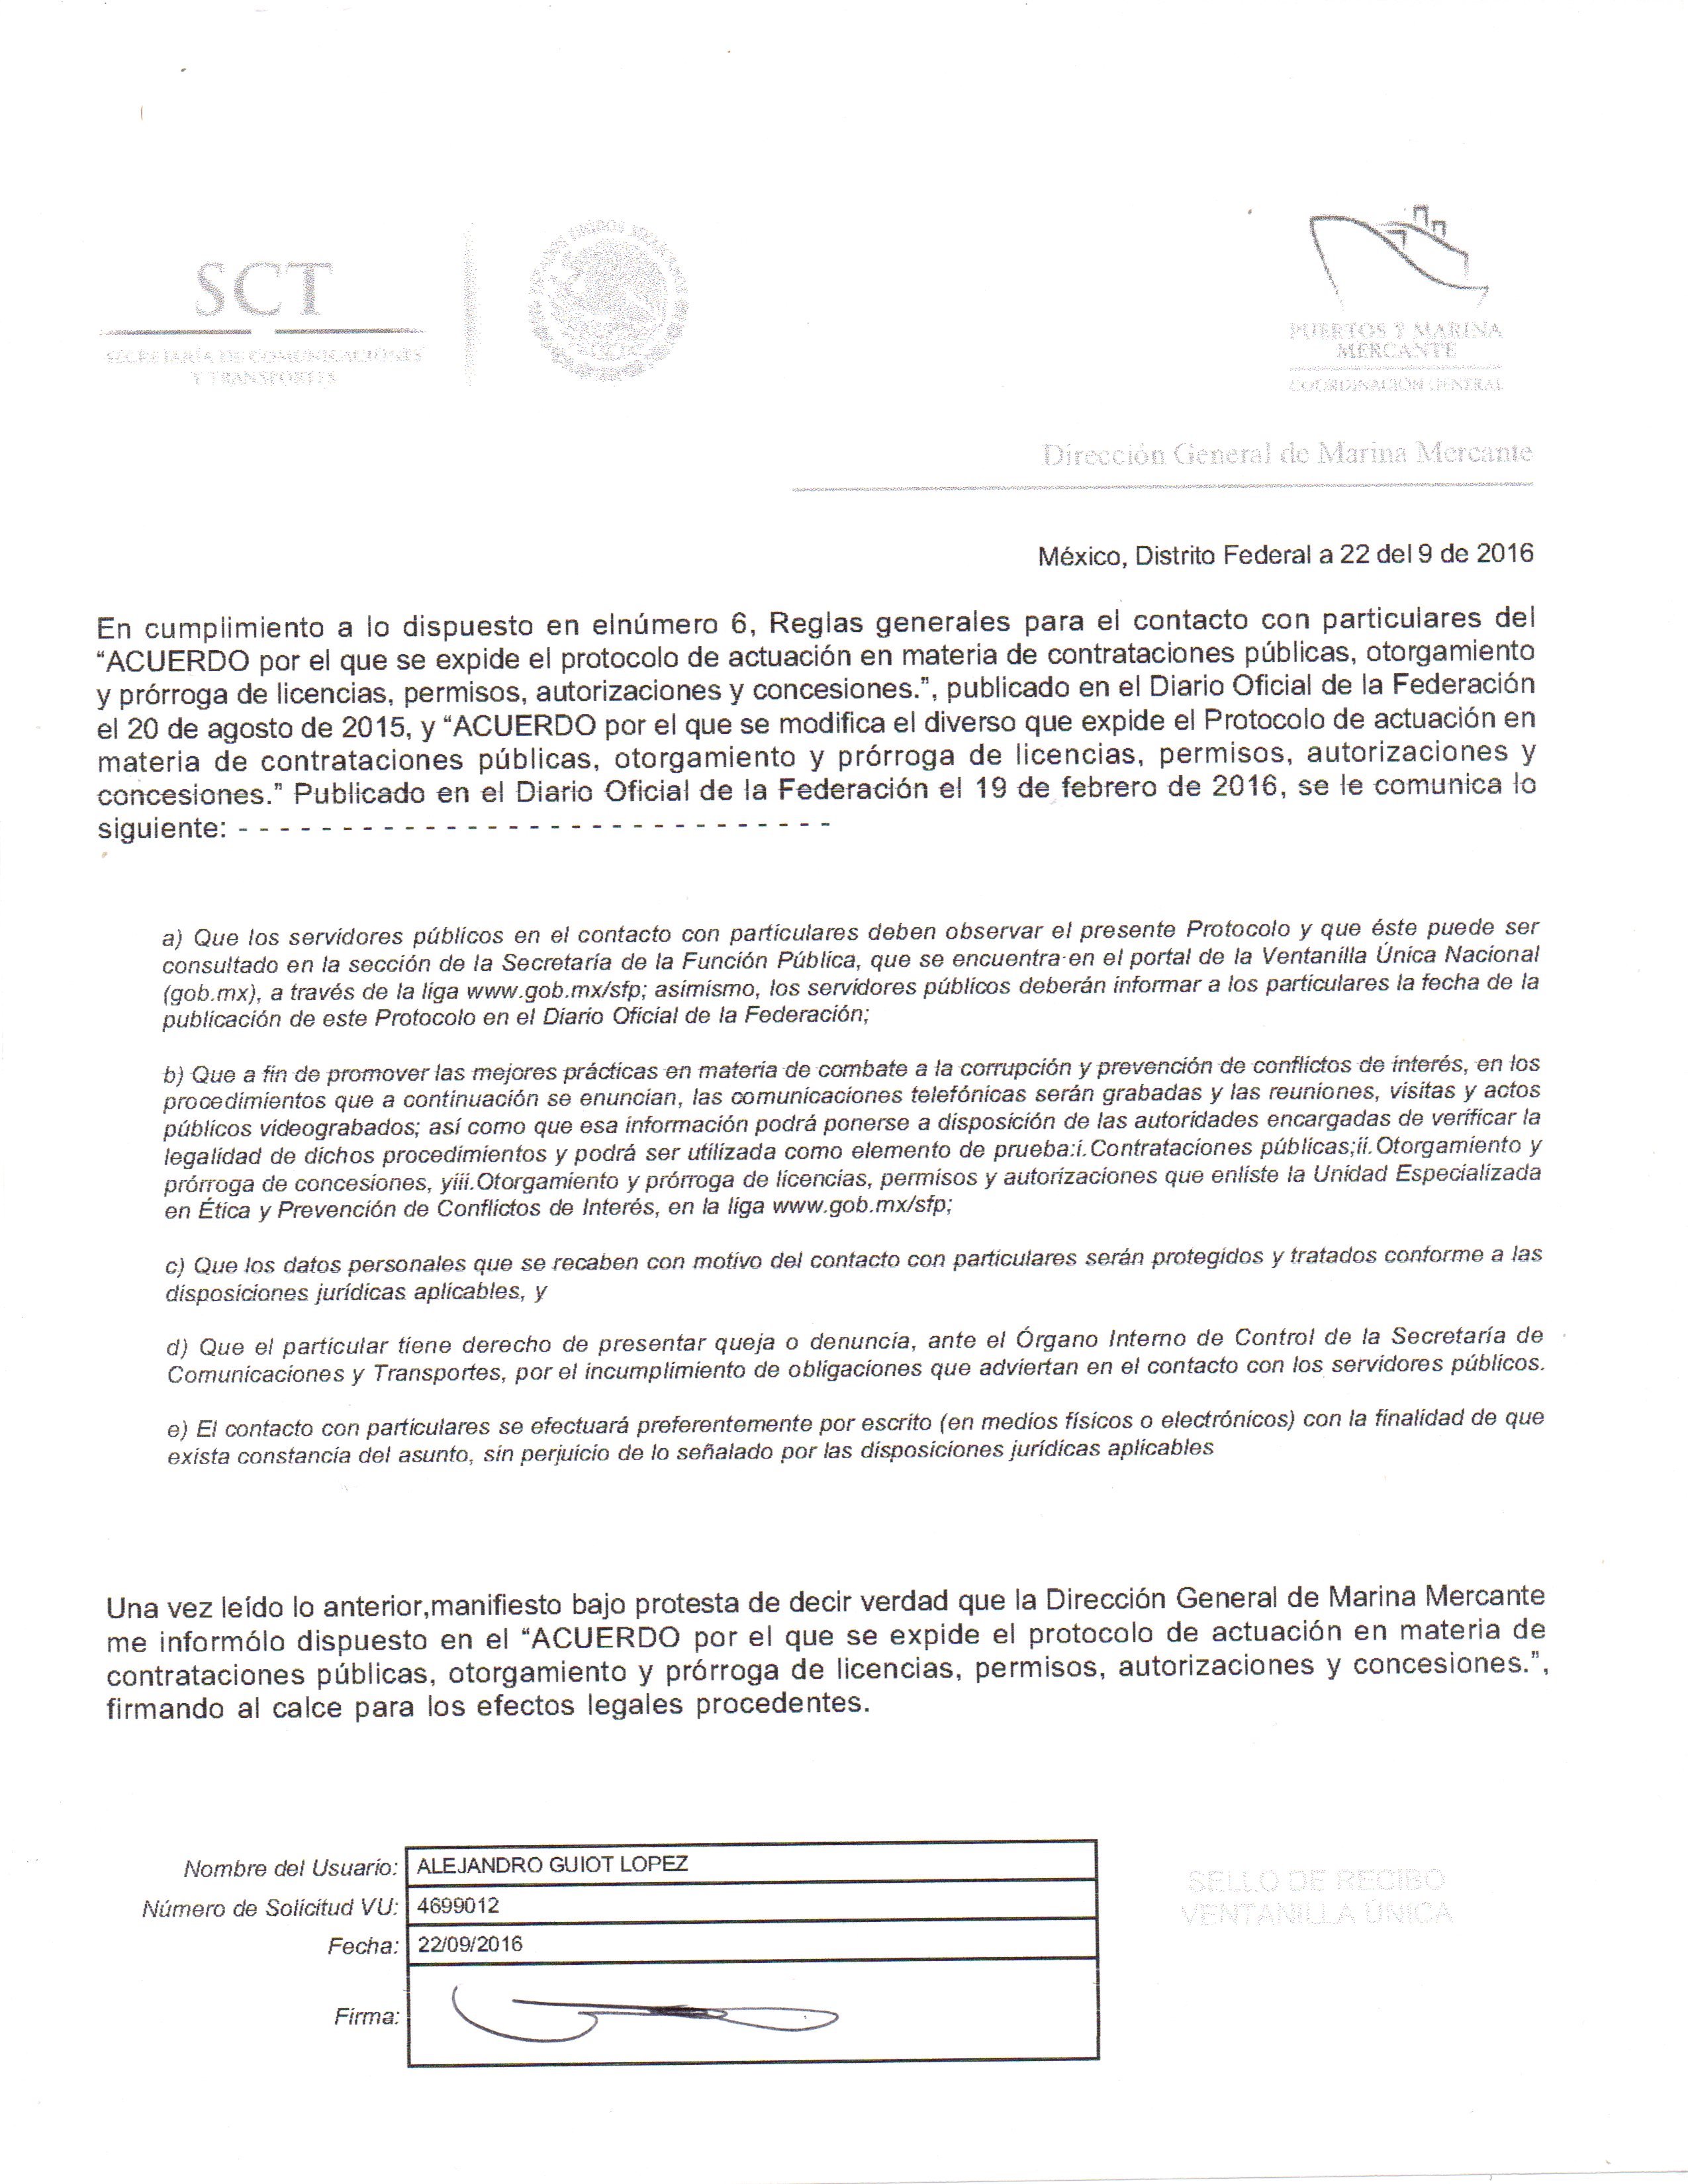 SCT
SECRETARÍA DE COMUNICACIONES
Y TRANSPORTES
ESTADOS UNIDOS MEXICANOS
PUERTOS Y MARINA
MERCANTE
COORDINACIÓN GENERAL
Dirección General de Marina Mercante
México, Distrito Federal a 22 del 9 de 2016
En cumplimiento a lo dispuesto en elnúmero 6, Reglas generales para el contacto con particulares del
“ACUERDO por el que se expide el protocolo de actuación en materia de contrataciones públicas, otorgamiento
y prórroga de licencias, permisos, autorizaciones y concesiones.”, publicado en el Diario Oficial de la Federación
el 20 de agosto de 2015, y “ACUERDO por el que se modifica el diverso que expide el Protocolo de actuación en
materia de contrataciones públicas, otorgamiento y prórroga de licencias, permisos, autorizaciones y
concesiones.” Publicado en el Diario Oficial de la Federación el 19 de febrero de 2016, se le comunica lo
siguiente: - - - - - - - - - - - - - - - - - - - - - - - - - - - - -
a) Que los servidores públicos en el contacto con particulares deben observar el presente Protocolo y que éste puede ser
consultado en la sección de la Secretaría de la Función Pública, que se encuentra en el portal de la Ventanilla Única Nacional
(gob.mx), a través de la liga www.gob.mx/sfp; asimismo, los servidores públicos deberán informar a los particulares la fecha de la
publicación de este Protocolo en el Diario Oficial de la Federación;
b) Que a fin de promover las mejores prácticas en materia de combate a la corrupción y prevención de conflictos de interés, en los
procedimientos que a continuación se enuncian, las comunicaciones telefónicas serán grabadas y las reuniones, visitas y actos
públicos videograbados; así como que esa información podrá ponerse a disposición de las autoridades encargadas de verificar la
legalidad de dichos procedimientos y podrá ser utilizada como elemento de prueba:i.Contrataciones públicas;ii.Otorgamiento y
prórroga de concesiones, yiii.Otorgamiento y prórroga de licencias, permisos y autorizaciones que enliste la Unidad Especializada
en Ética y Prevención de Conflictos de Interés, en la liga www.gob.mx/sfp;
c) Que los datos personales que se recaben con motivo del contacto con particulares serán protegidos y tratados conforme a las
disposiciones jurídicas aplicables, y
d) Que el particular tiene derecho de presentar queja o denuncia, ante el Órgano Interno de Control de la Secretaría de
Comunicaciones y Transportes, por el incumplimiento de obligaciones que adviertan en el contacto con los servidores públicos.
e) El contacto con particulares se efectuará preferentemente por escrito (en medios físicos o electrónicos) con la finalidad de que
exista constancia del asunto, sin perjuicio de lo señalado por las disposiciones jurídicas aplicables
Una vez leído lo anterior,manifiesto bajo protesta de decir verdad que la Dirección General de Marina Mercante
me informólo dispuesto en el “ACUERDO por el que se expide el protocolo de actuación en materia de
contrataciones públicas, otorgamiento y prórroga de licencias, permisos, autorizaciones y concesiones.”,
firmando al calce para los efectos legales procedentes.
Nombre del Usuario: ALEJANDRO GUIOT LOPEZ
Número de Solicitud VU: 4699012
Fecha: 22/09/2016
Firma:
SELLO DE RECIBO
VENTANILLA ÚNICA